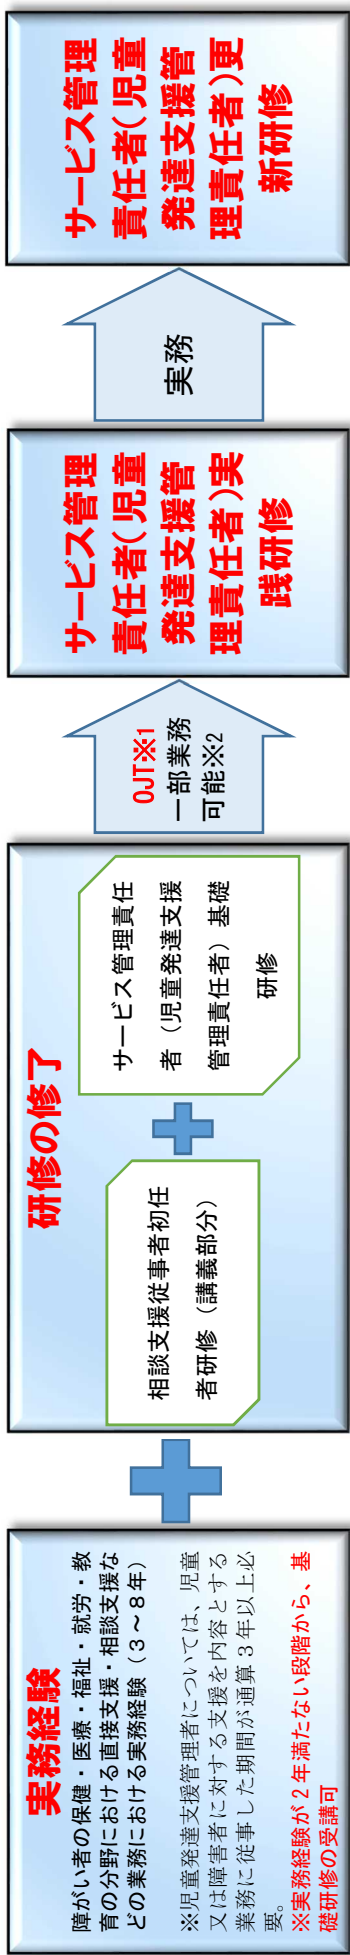 実務経験
障がい者の保健・医療・福祉・就労・教
育の分野における直接支援・相談支援な
どの業務における実務経験（３～８年）
※児童発達支援管理者については、児童
又は障害者に対する支援を内容とする
業務に従事した期間が通算３年以上必
要。
※実務経験が２年満たない段階から、基
礎研修の受講可
研修の修了
相談支援従事者初任
者研修（講義部分）
サービス管理責任
者（児童発達支援
管理責任者）基礎
研修
OJT※1
一部業務
可能※2
サービス管理
責任者（児童
発達支援管
理責任者）実
践研修
実務
サービス管理
責任者（児童
発達支援管
理責任者）更
新研修